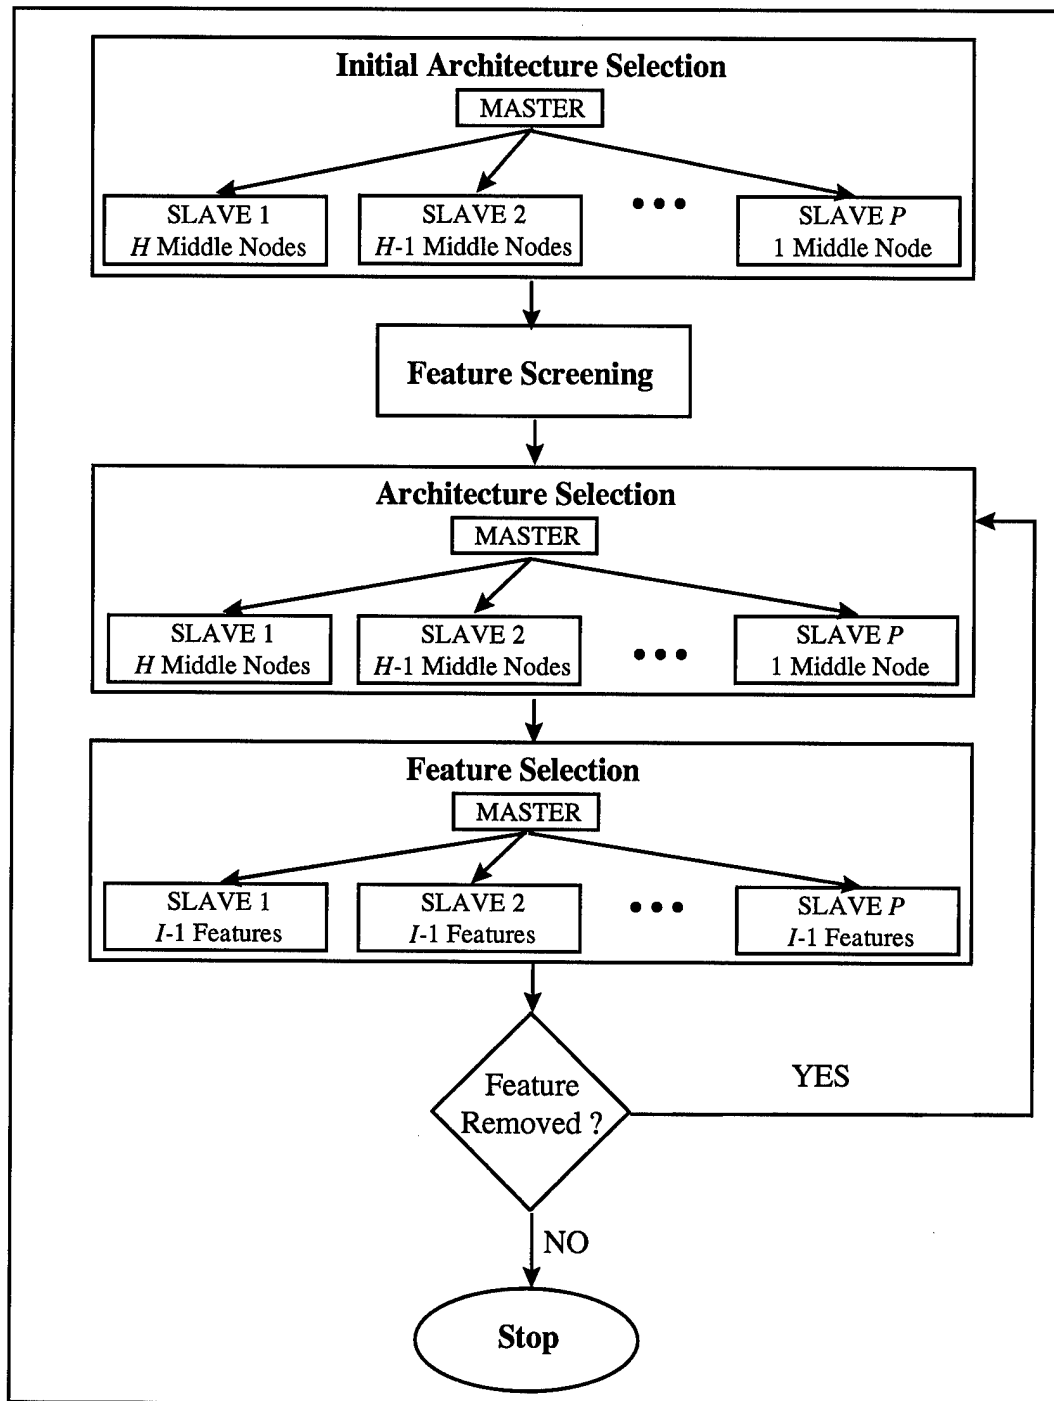 Initial Architecture Selection
MASTER
SLAVE 1
H Middle Nodes
SLAVE 2
H-1 Middle Nodes
SLAVE P
1 Middle Node
Feature Screening
Architecture Selection
MASTER
SLAVE 1
H Middle Nodes
SLAVE 2
H-1 Middle Nodes
SLAVE P
1 Middle Node
Feature Selection
MASTER
SLAVE 1
I-1 Features
SLAVE 2
I-1 Features
SLAVE P
I-1 Features
Feature
Removed ?
YES
NO
Stop